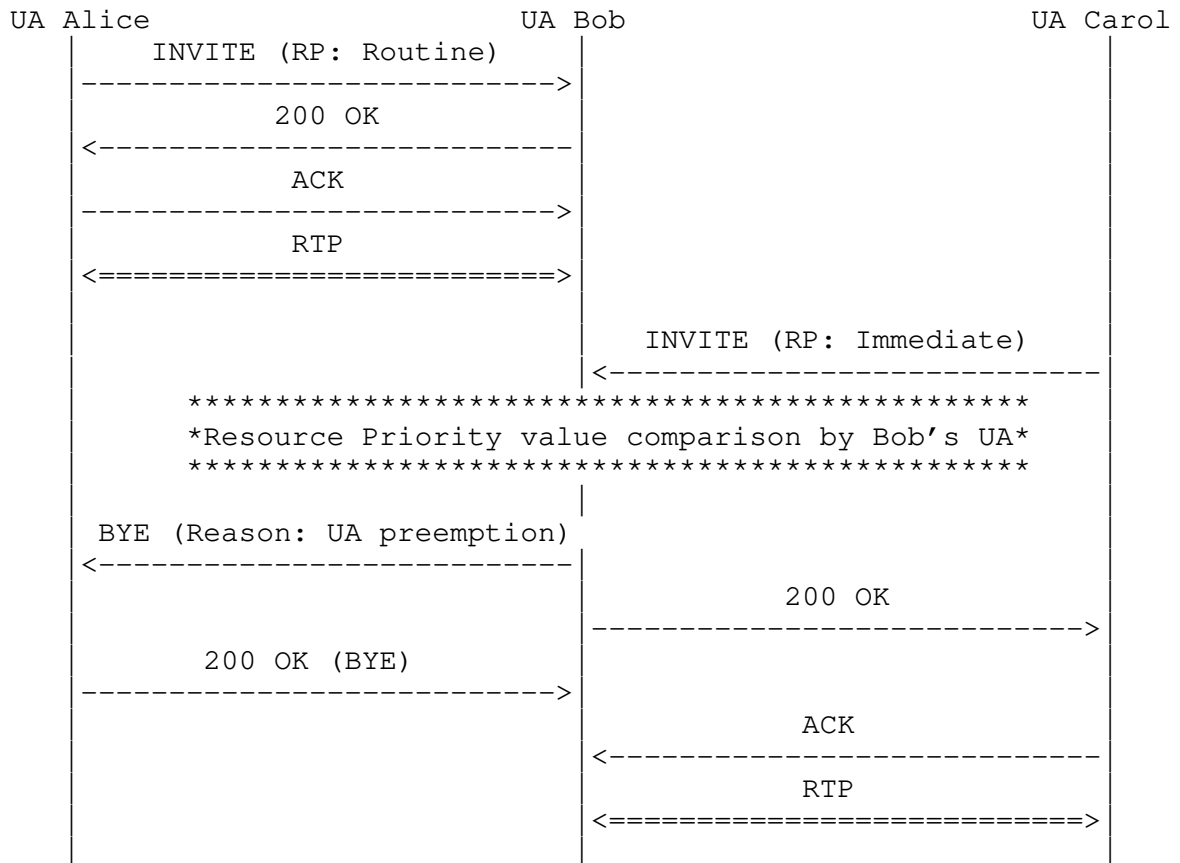 UA Alice UA Bob UA Carol
INVITE (RP: Routine)
200 OK
ACK
RTP
INVITE (RP: Immediate)
*Resource Priority value comparison by Bob's UA*
BYE (Reason: UA preemption)
200 OK
200 OK (BYE)
ACK
RTP